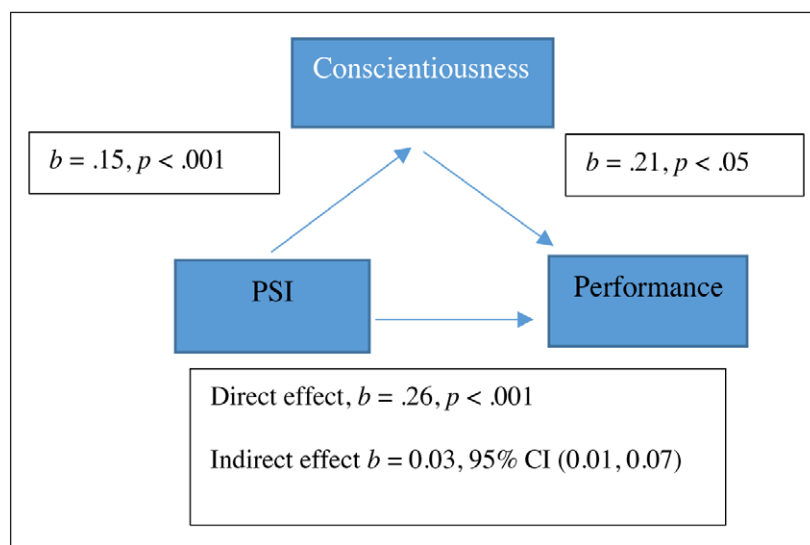 Conscientiousness
b = .15, p < .001
b = .21, p < .05
PSI
Performance
Direct effect, b = .26, p < .001
Indirect effect b = 0.03, 95% CI (0.01, 0.07)